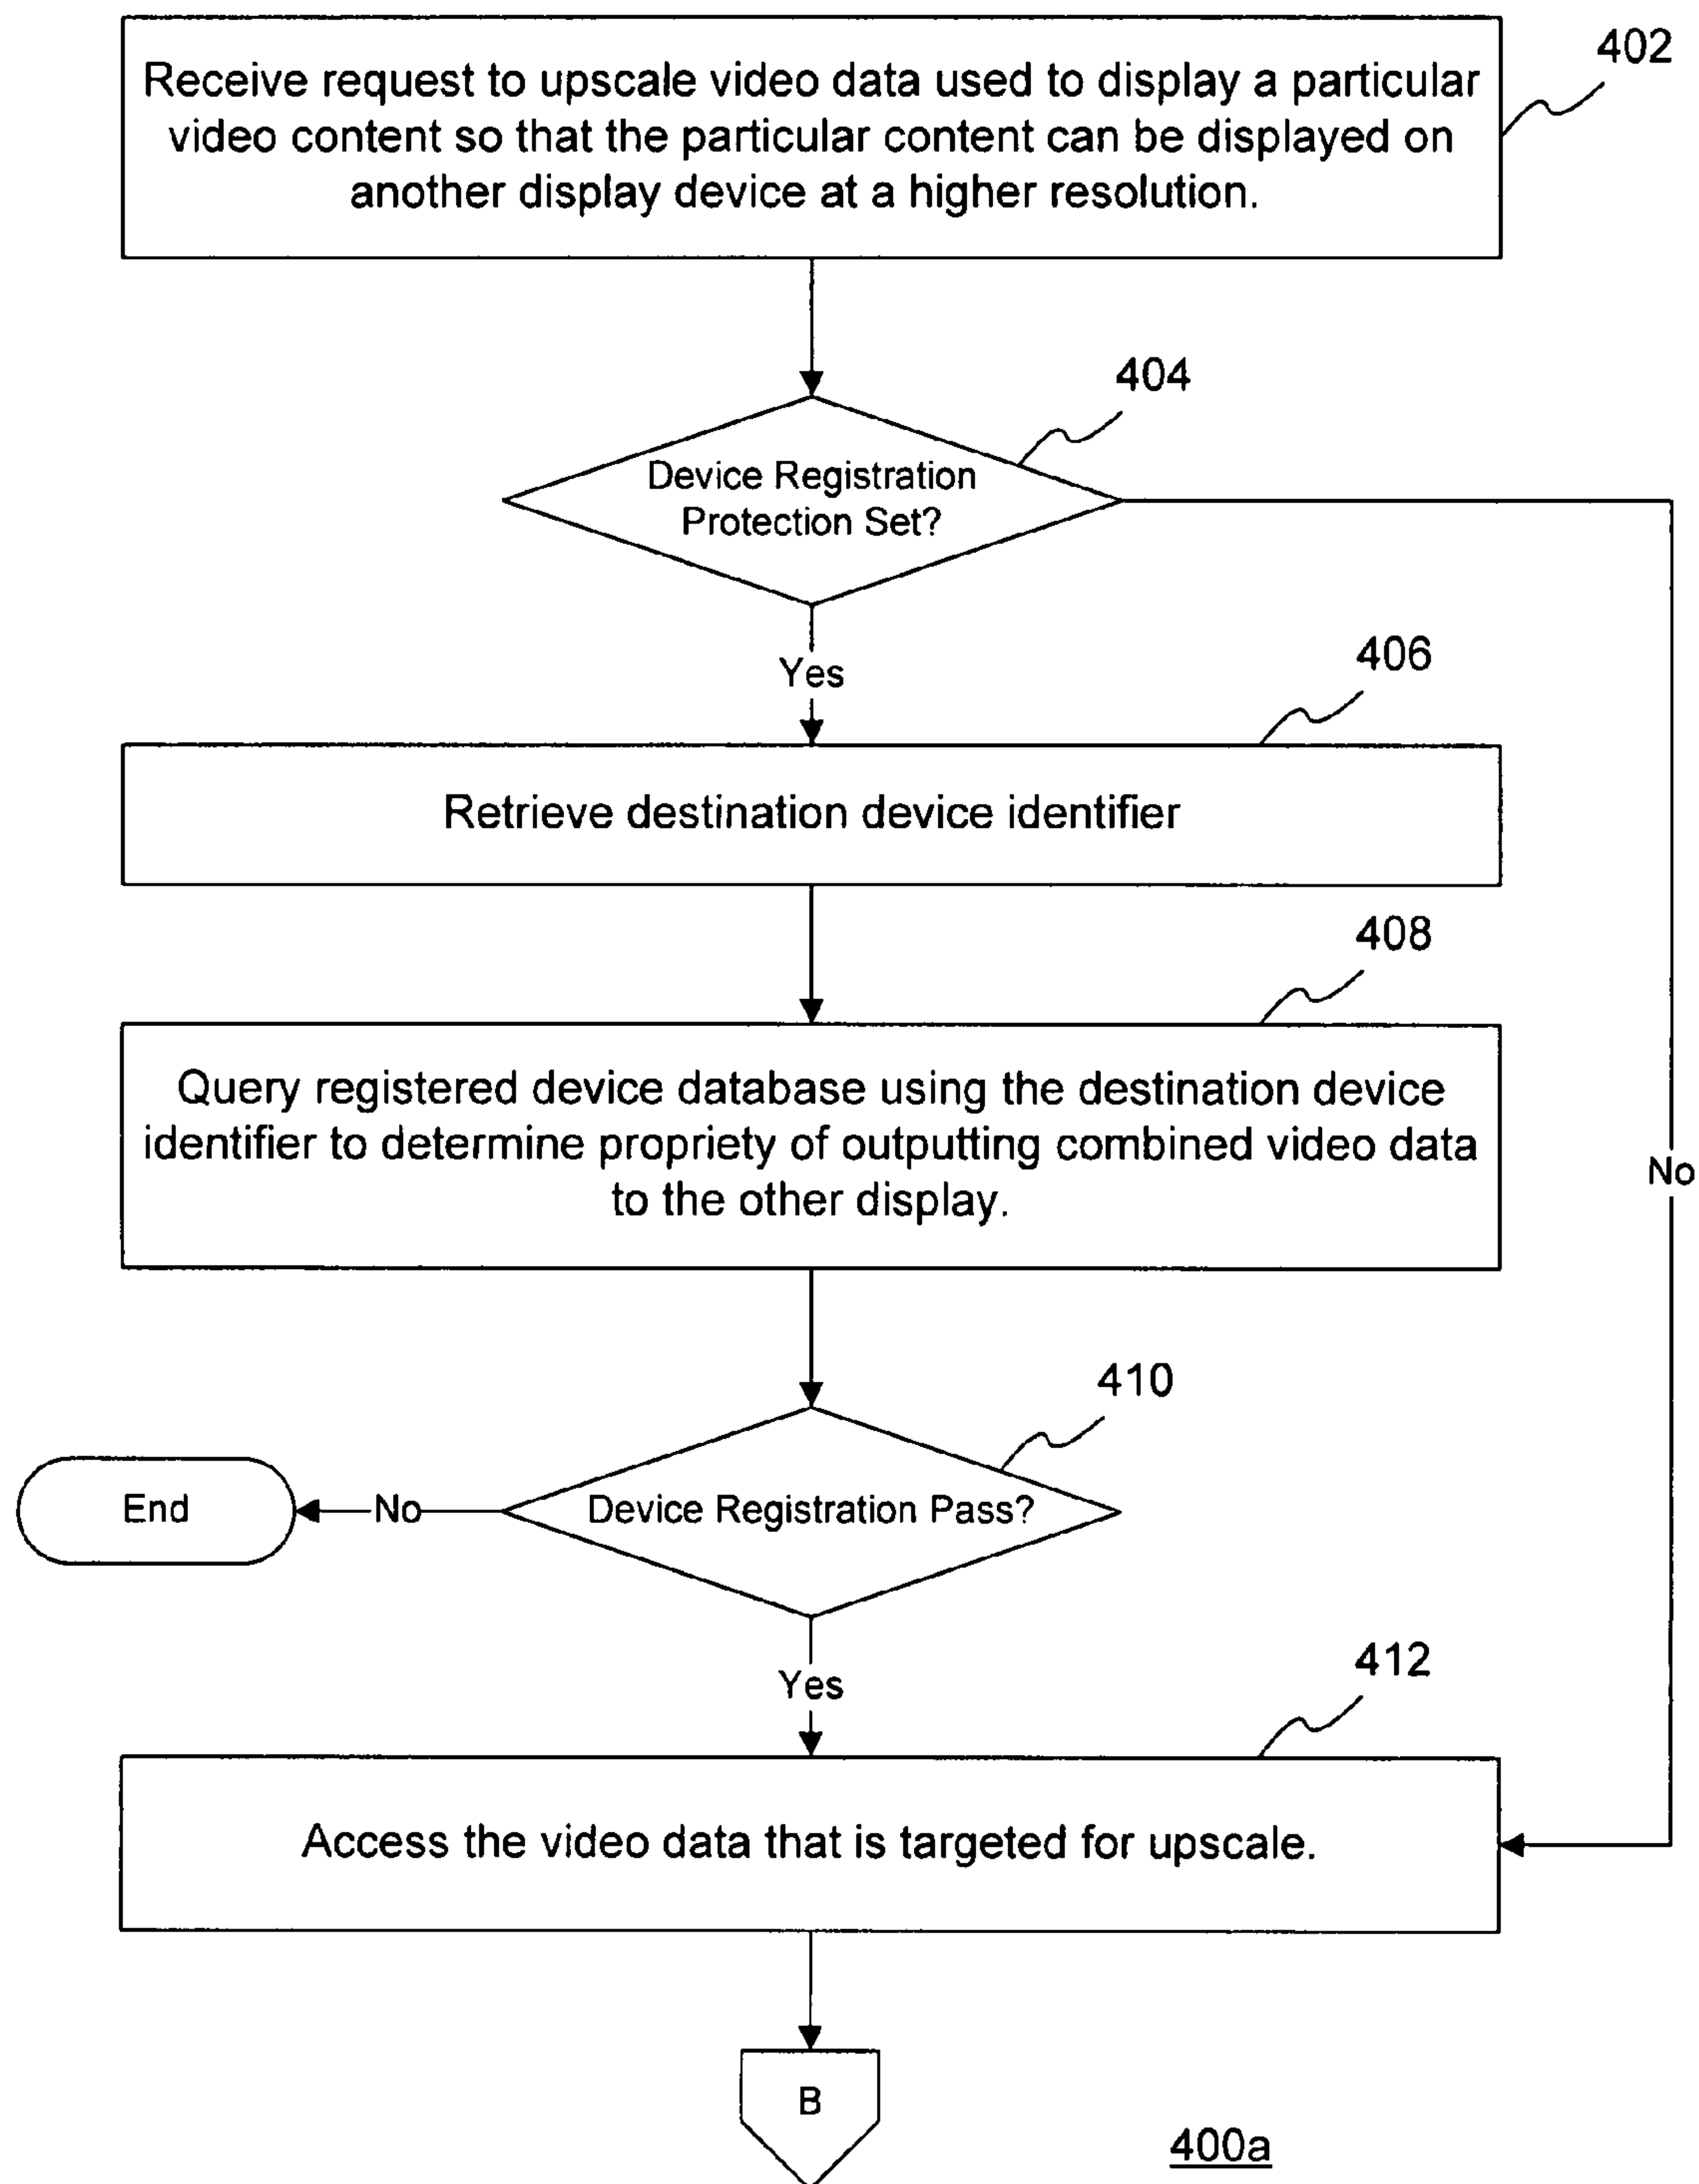 402
Receive request to upscale video data used to display a particular
video content so that the particular content can be displayed on
another display device at a higher resolution.
404
Device Registration
Protection Set?
Yes
406
Retrieve destination device identifier
408
Query registered device database using the destination device
identifier to determine propriety of outputting combined video data
to the other display.
No
410
Device Registration Pass?
No
End
Yes
412
Access the video data that is targeted for upscale.
B
400a